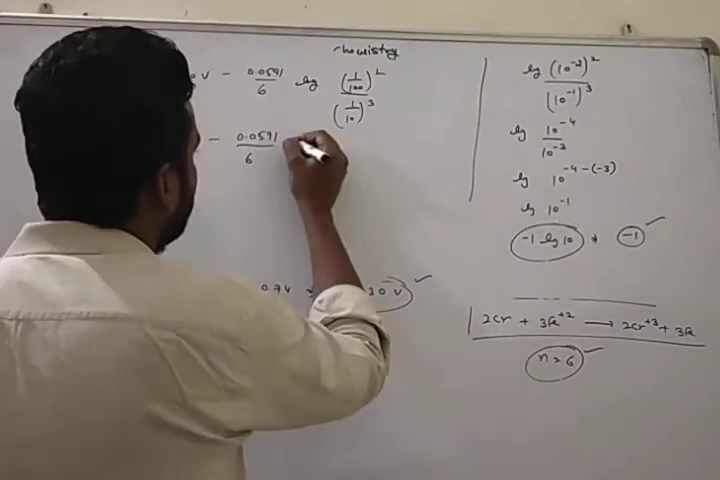 chemistry
0 V - 0.0591/6 log (1/100)^2/(1/10)^3
- 0.0591/6
0.74
30 V
log (10^-2)^2/(10^-1)^3
log 10^-4/10^-3
log 10^-4-(-3)
log 10^-1
-1 log 10
-1
2Cr + 3Fe^+2 → 2Cr^+3 + 3Fe
n = 6